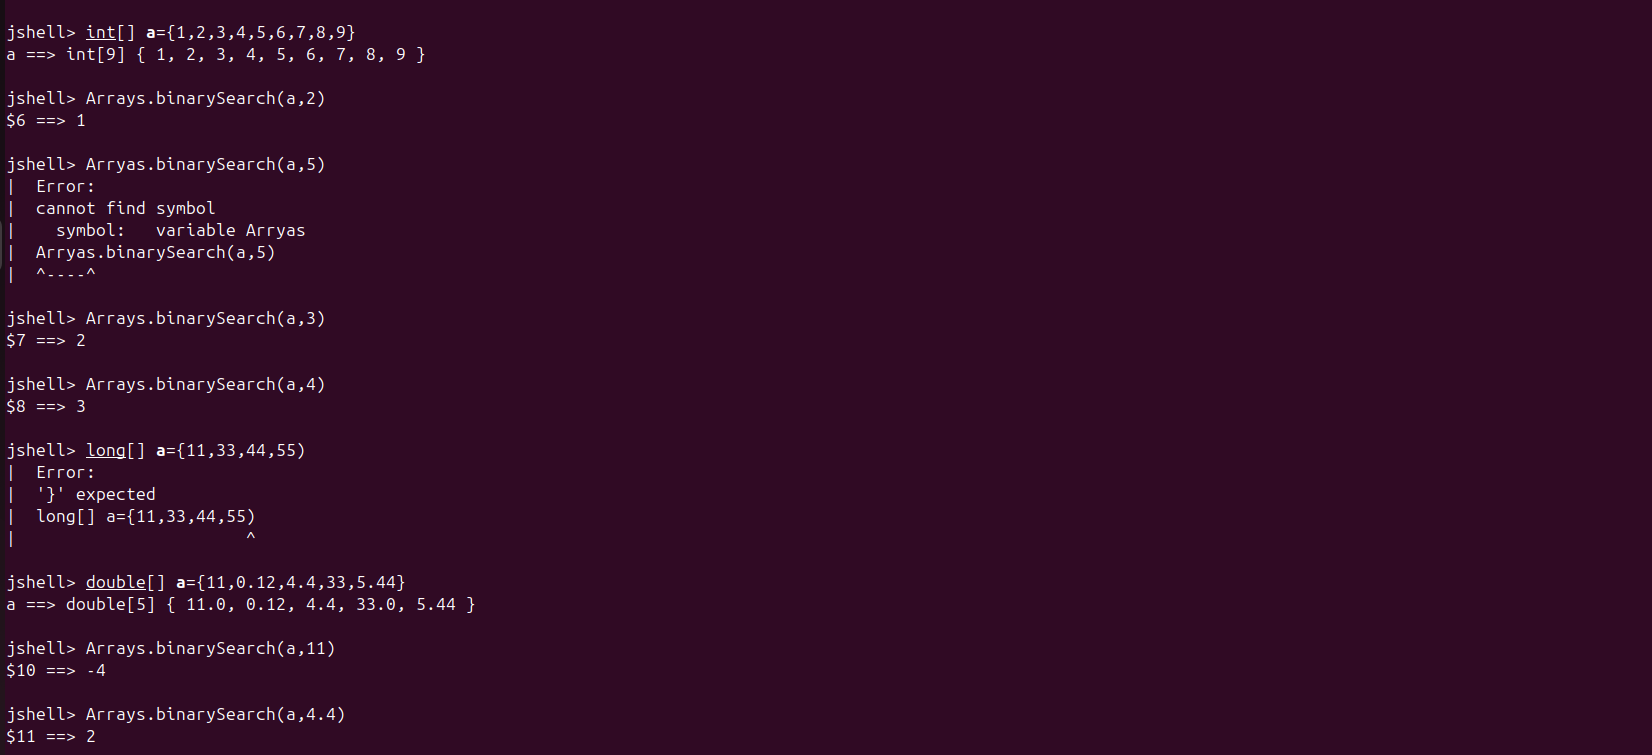 jshell> int[] a={1,2,3,4,5,6,7,8,9}
a ==> int[9] { 1, 2, 3, 4, 5, 6, 7, 8, 9 }
jshell> Arrays.binarySearch(a,2)
$6 ==> 1
jshell> Arryas.binarySearch(a,5)
|  Error:
|  cannot find symbol
|    symbol:   variable Arryas
|  Arryas.binarySearch(a,5)
|  ^----^
jshell> Arrays.binarySearch(a,3)
$7 ==> 2
jshell> Arrays.binarySearch(a,4)
$8 ==> 3
jshell> long[] a={11,33,44,55)
|  Error:
|  '}' expected
|  long[] a={11,33,44,55)
|                       ^
jshell> double[] a={11,0.12,4.4,33,5.44}
a ==> double[5] { 11.0, 0.12, 4.4, 33.0, 5.44 }
jshell> Arrays.binarySearch(a,11)
$10 ==> -4
jshell> Arrays.binarySearch(a,4.4)
$11 ==> 2